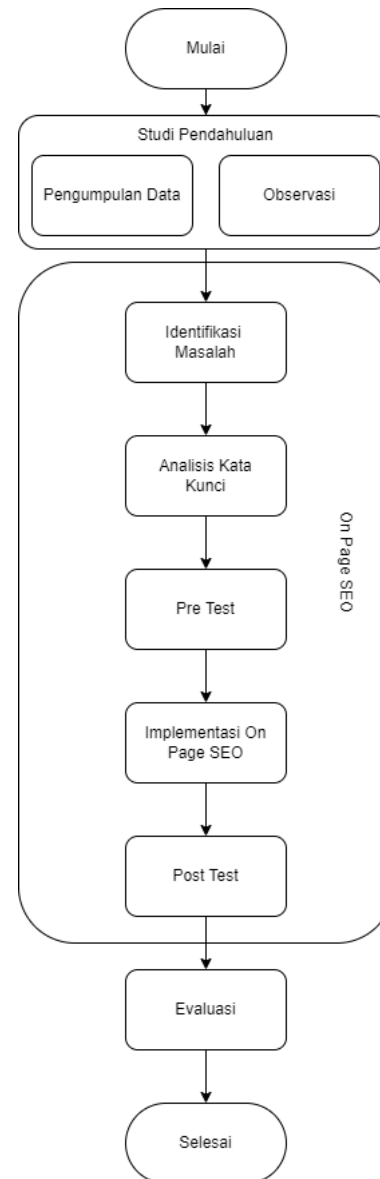 Mulai
Studi Pendahuluan
Pengumpulan Data
Observasi
Identifikasi
Masalah
Analisis Kata
Kunci
Pre Test
On Page SEO
Implementasi On
Page SEO
Post Test
Evaluasi
Selesai